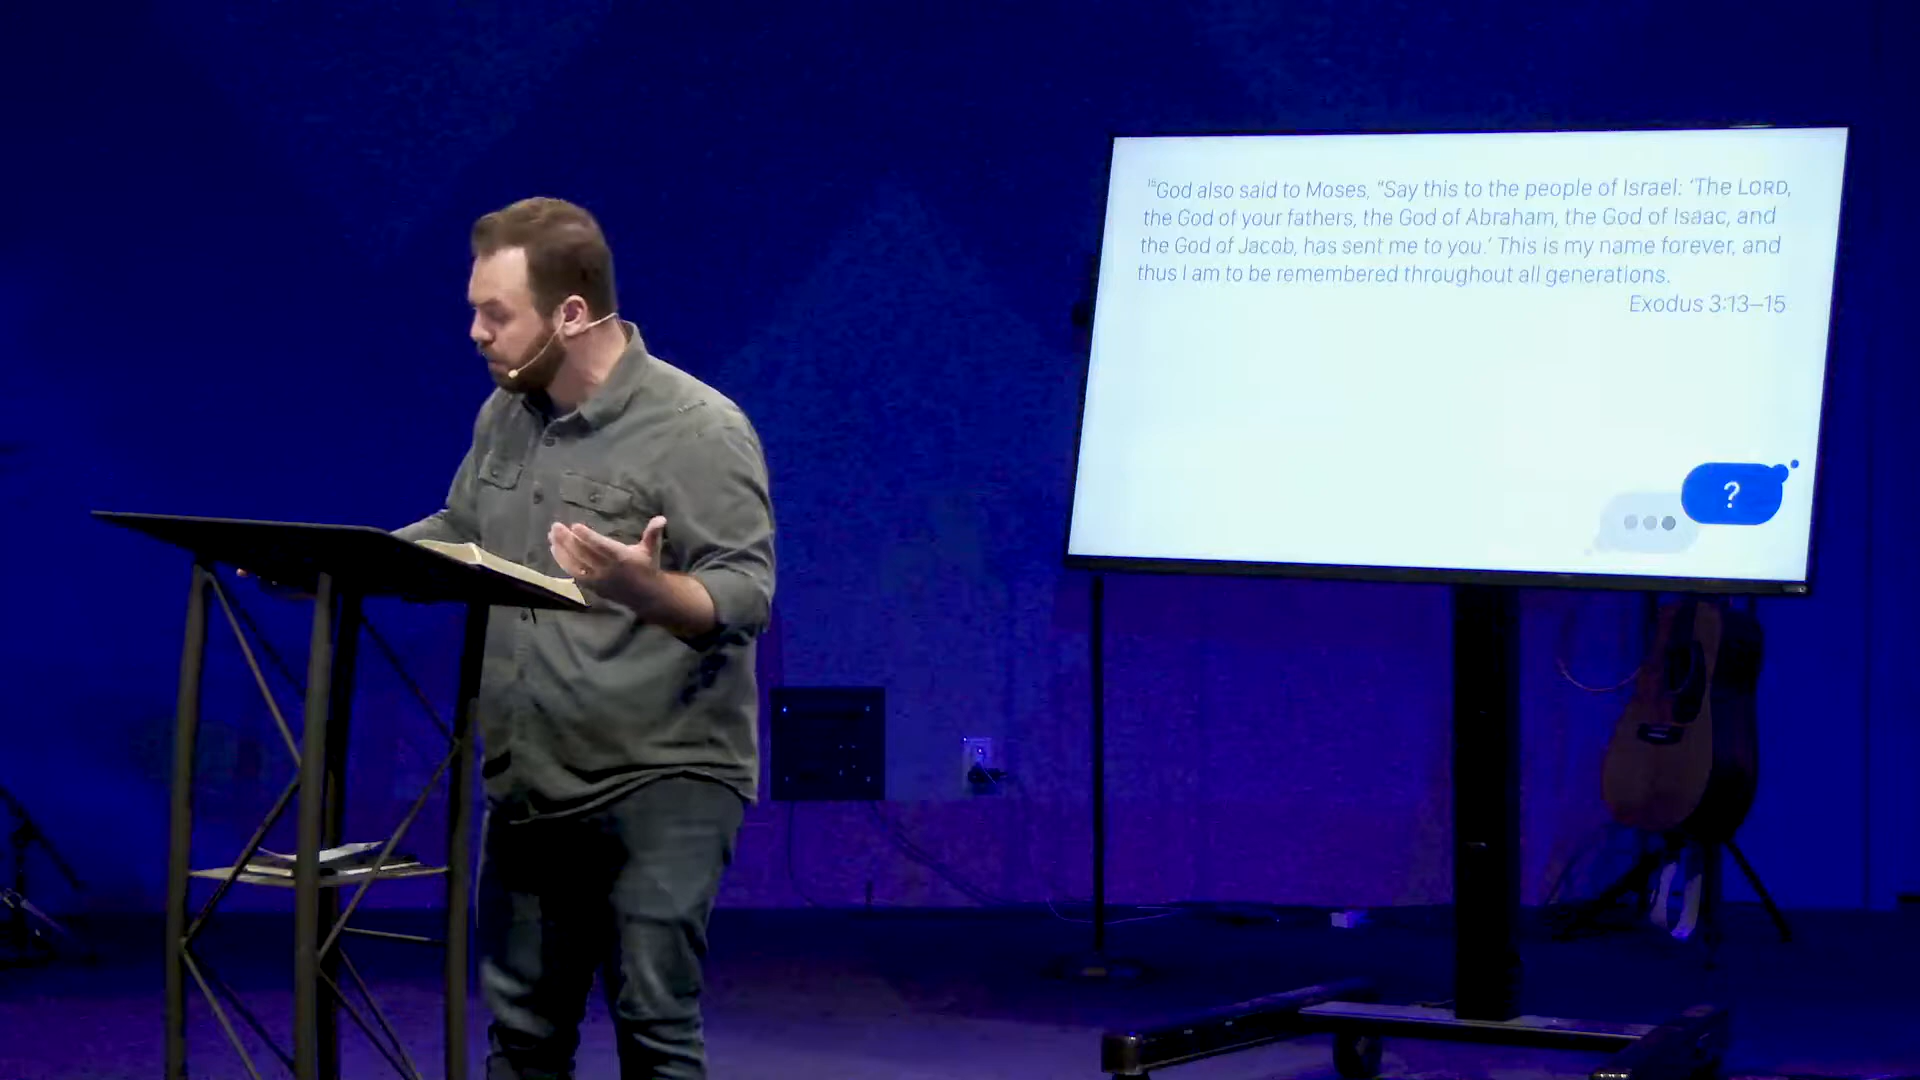 ¹⁵God also said to Moses, "Say this to the people of Israel: 'The LORD,
the God of your fathers, the God of Abraham, the God of Isaac, and
the God of Jacob, has sent me to you.' This is my name forever, and
thus I am to be remembered throughout all generations.
Exodus 3:13–15
?